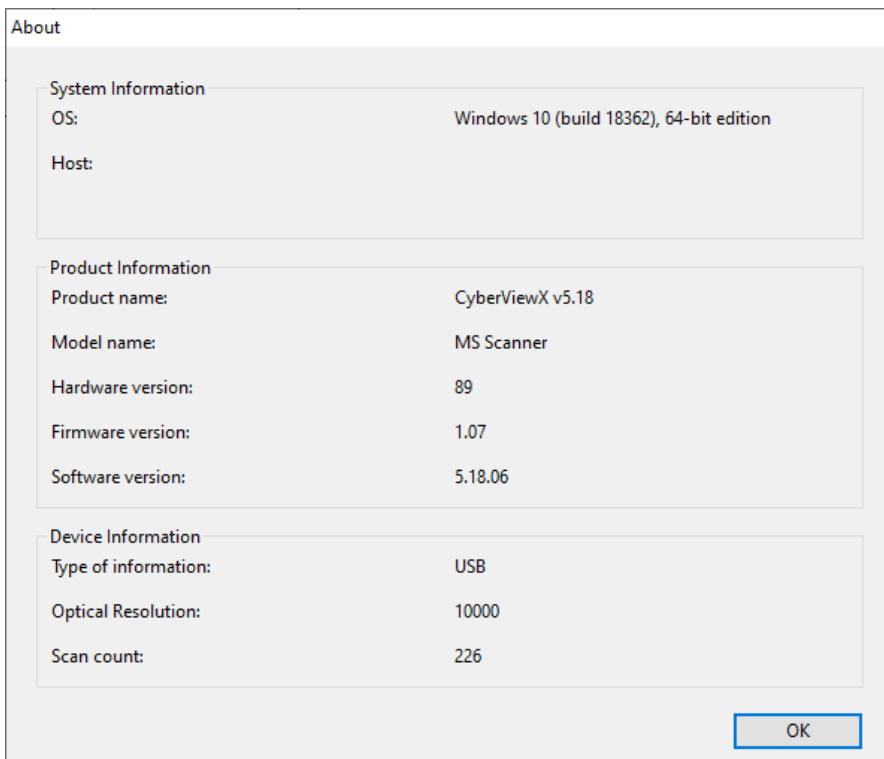 About
System Information
OS: Windows 10 (build 18362), 64-bit edition
Host:
Product Information
Product name: CyberViewX v5.18
Model name: MS Scanner
Hardware version: 89
Firmware version: 1.07
Software version: 5.18.06
Device Information
Type of information: USB
Optical Resolution: 10000
Scan count: 226
OK